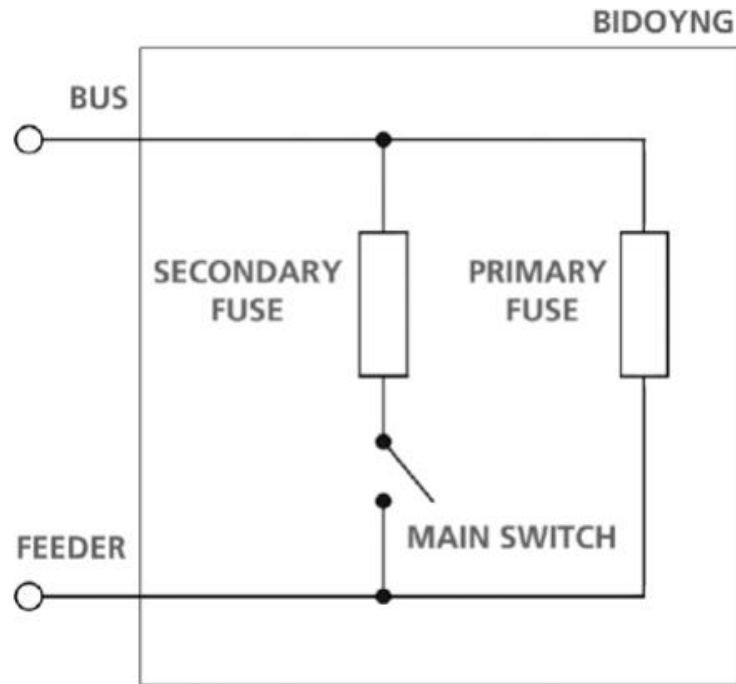 BIDOYNG
BUS
SECONDARY
FUSE
PRIMARY
FUSE
MAIN SWITCH
FEEDER